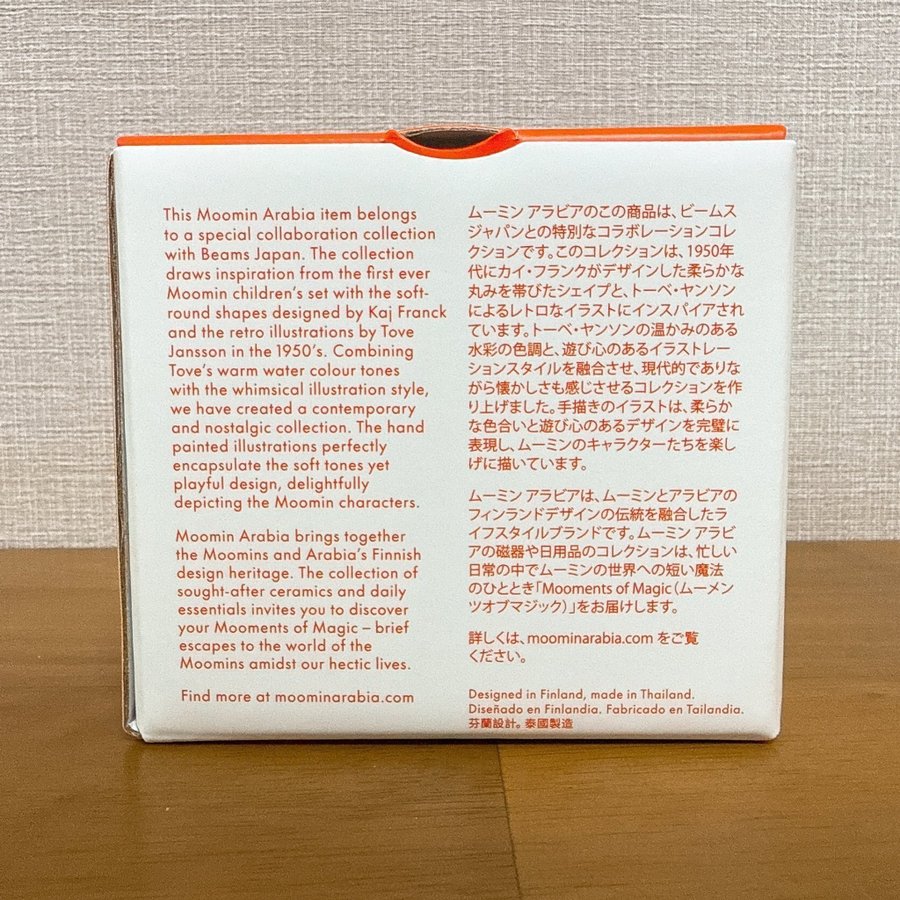 This Moomin Arabia item belongs
to a special collaboration collection
with Beams Japan. The collection
draws inspiration from the first ever
Moomin children's set with the soft-
round shapes designed by Kaj Franck
and the retro illustrations by Tove
Jansson in the 1950's. Combining
Tove's warm water colour tones
with the whimsical illustration style,
we have created a contemporary
and nostalgic collection. The hand
painted illustrations perfectly
encapsulate the soft tones yet
playful design, delightfully
depicting the Moomin characters.
Moomin Arabia brings together
the Moomins and Arabia's Finnish
design heritage. The collection of
sought-after ceramics and daily
essentials invites you to discover
your Mooments of Magic – brief
escapes to the world of the
Moomins amidst our hectic lives.
Find more at moominarabia.com
ムーミン アラビアのこの商品は、ビームス
ジャパンとの特別なコラボレーションコレ
クションです。このコレクションは、1950年
代にカイ・フランクがデザインした柔らかな
丸みを帯びたシェイプと、トーベ・ヤンソン
によるレトロなイラストにインスパイアされ
ています。トーベ・ヤンソンの温かみのある
水彩の色調と、遊び心のあるイラストレー
ションスタイルを融合させ、現代的でありな
がら懐かしさも感じさせるコレクションを作
り上げました。手描きのイラストは、柔らか
な色合いと遊び心のあるデザインを完璧に
表現し、ムーミンのキャラクターたちを楽し
げに描いています。
ムーミン アラビアは、ムーミンとアラビアの
フィンランドデザインの伝統を融合したラ
イフスタイルブランドです。ムーミン アラビ
アの磁器や日用品のコレクションは、忙しい
日常の中でムーミンの世界への短い魔法
のひととき「Mooments of Magic（ムーメン
ツオブマジック）」をお届けします。
詳しくは、moominarabia.com をご覧
ください。
Designed in Finland, made in Thailand.
Diseñado en Finlandia. Fabricado en Tailandia.
芬蘭設計。泰國製造